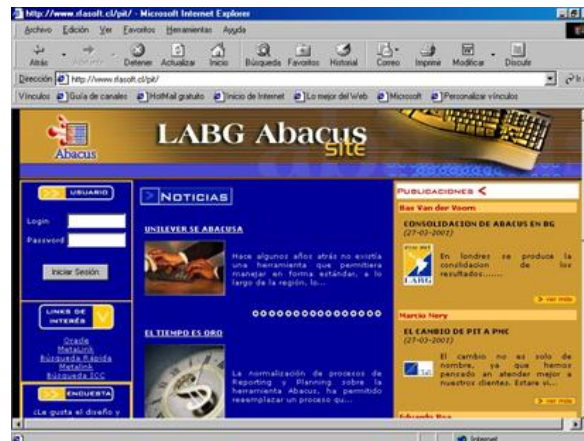 http://www.rlasoft.cl/pit/ - Microsoft Internet Explorer
Archivo Edición Ver Favoritos Herramientas Ayuda
Atrás Detener Actualizar Inicio Búsqueda Favoritos Historial Correo Imprimir Modificar Discutir
Dirección http://www.rlasoft.cl/pit/
Vínculos Guía de canales HotMail gratuito Inicio de Internet Lo mejor del Web Microsoft Personalizar vínculos
Abacus
LABG Abacus
site
USUARIO
Login
Password
Iniciar Sesión
LINKS DE
INTERÉS
Oracle
MetaLink
Búsqueda Rápida
Metalink
Búsqueda ICC
ENCUESTA
¿Le gusta el diseño y
NOTICIAS
UNILEVER SE ABACUSA
Hace algunos años atrás no existía
una herramienta que permitiera
manejar en forma estándar, a lo
largo de la región, lo...
EL TIEMPO ES ORO
La normalización de procesos de
Reporting y Planning sobre la
herramienta Abacus, ha permitido
reemplazar un proceso qu...
PUBLICACIONES
Bas Van der Voorn
CONSOLIDACION DE ABACUS EN BG
(27-03-2001)
LABG
En londres se produce la
consilidacion de los
resultados.......
ver más
Marcio Nery
EL CAMBIO DE PIT A PMC
(27-03-2001)
El cambio no es solo de
nombre, ya que hemos
pensado en atender mejor a
nuestros clientes. Estare vi...
ver más
Internet